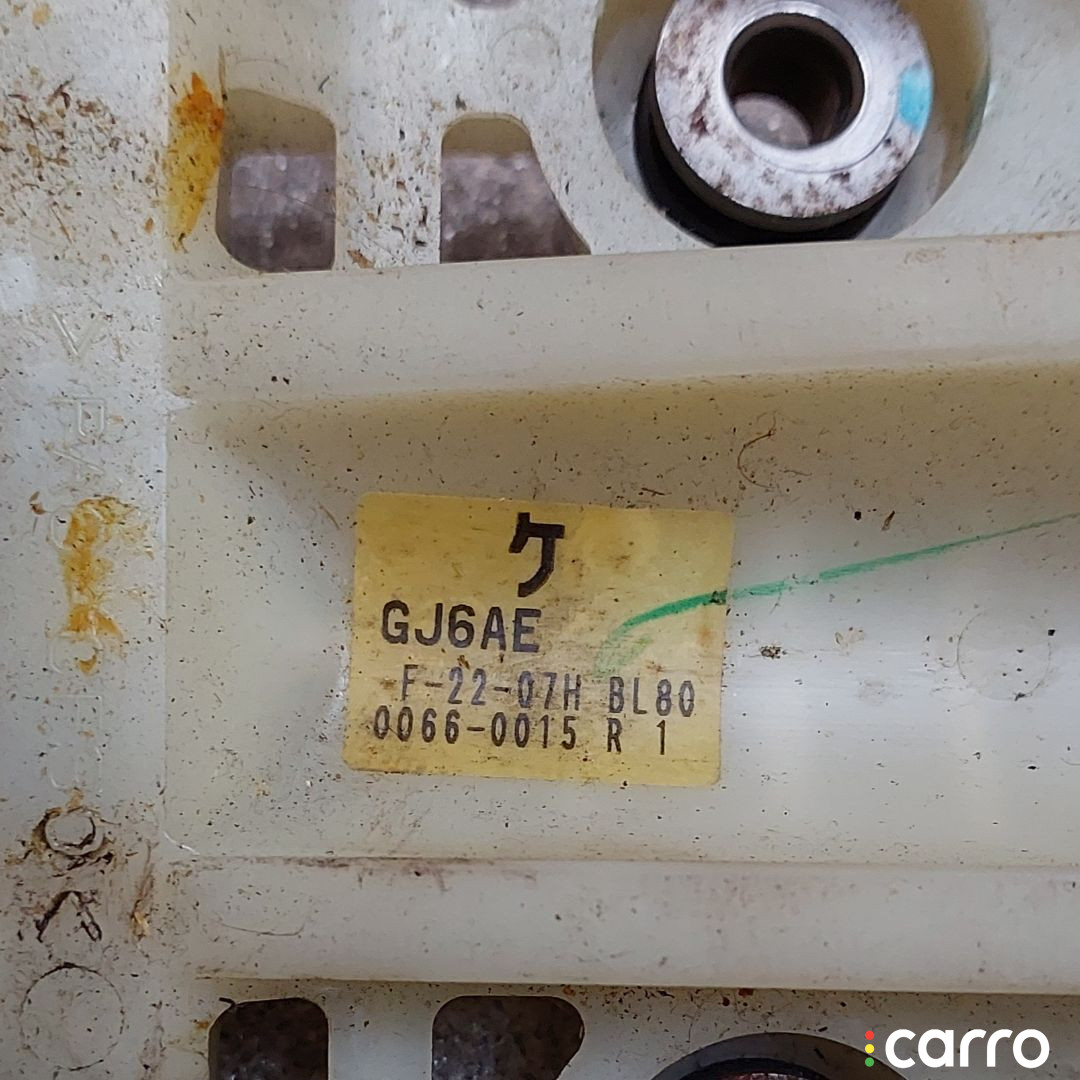 ケ
GJ6AE
F-22-07H BL80
0066-0015 R 1
carro